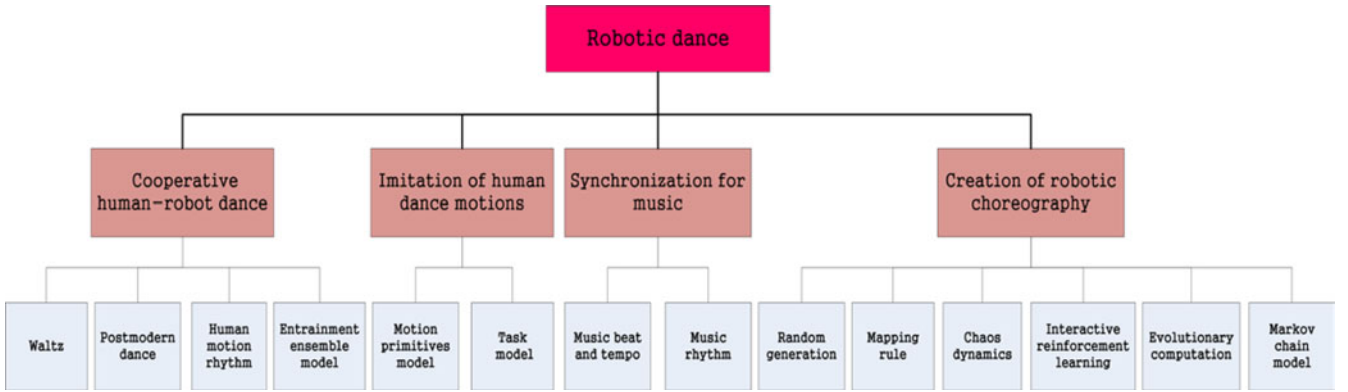 Robotic dance
Cooperative
human-robot dance
Imitation of human
dance motions
Synchronization for
music
Creation of robotic
choreography
Waltz
Postmodern
dance
Human
motion
rhythm
Entrainment
ensemble
model
Motion
primitives
model
Task
model
Music beat
and tempo
Music
rhythm
Random
generation
Mapping
rule
Chaos
dynamics
Interactive
reinforcement
learning
Evolutionary
computation
Markov
chain
model